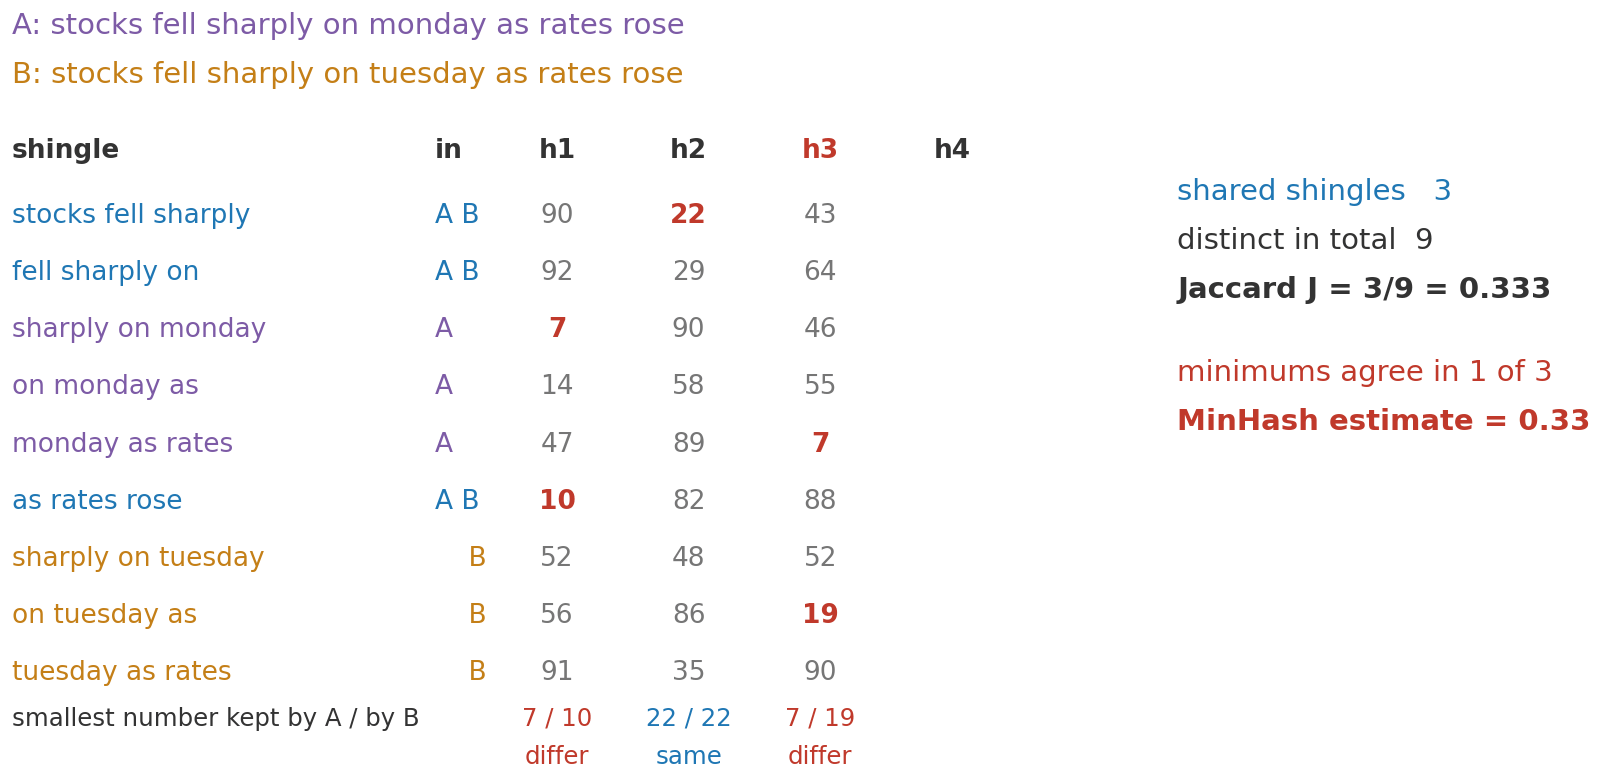 A: stocks fell sharply on monday as rates rose
B: stocks fell sharply on tuesday as rates rose
shingle in h1 h2 h3 h4
stocks fell sharply A B 90 22 43
fell sharply on A B 92 29 64
sharply on monday A 7 90 46
on monday as A 14 58 55
monday as rates A 47 89 7
as rates rose A B 10 82 88
sharply on tuesday B 52 48 52
on tuesday as B 56 86 19
tuesday as rates B 91 35 90
smallest number kept by A / by B 7 / 10 22 / 22 7 / 19
differ same differ
shared shingles 3
distinct in total 9
Jaccard J = 3/9 = 0.333
minimums agree in 1 of 3
MinHash estimate = 0.33